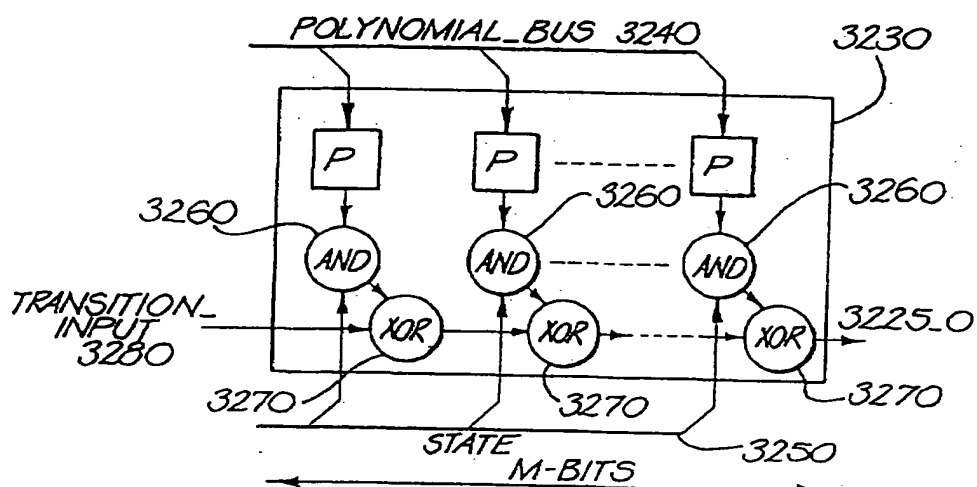 POLYNOMIAL_BUS 3240
3230
P P P
3260 3260 3260
AND AND AND
TRANSITION_
INPUT
3280
XOR XOR XOR
3225_0
3270 3270 3270
STATE
3250
M-BITS